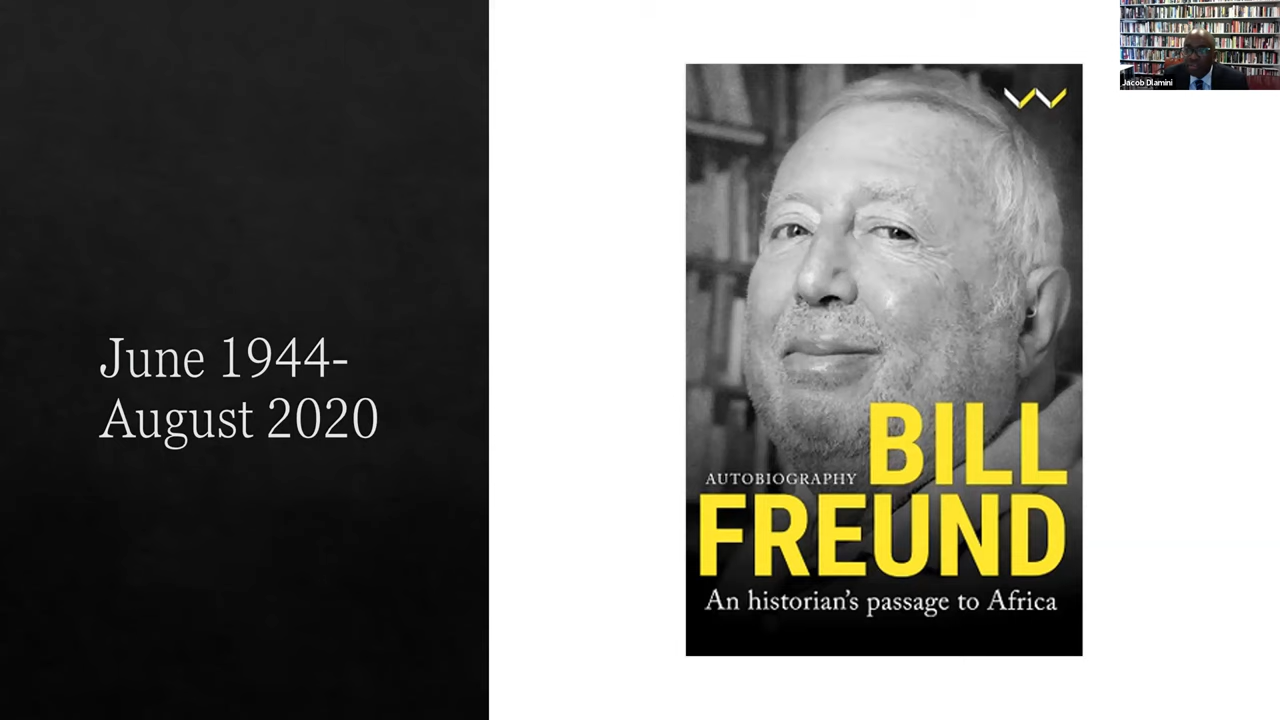 June 1944-
August 2020
AUTOBIOGRAPHY BILL
FREUND
An historian's passage to Africa
Jacob Dlamini